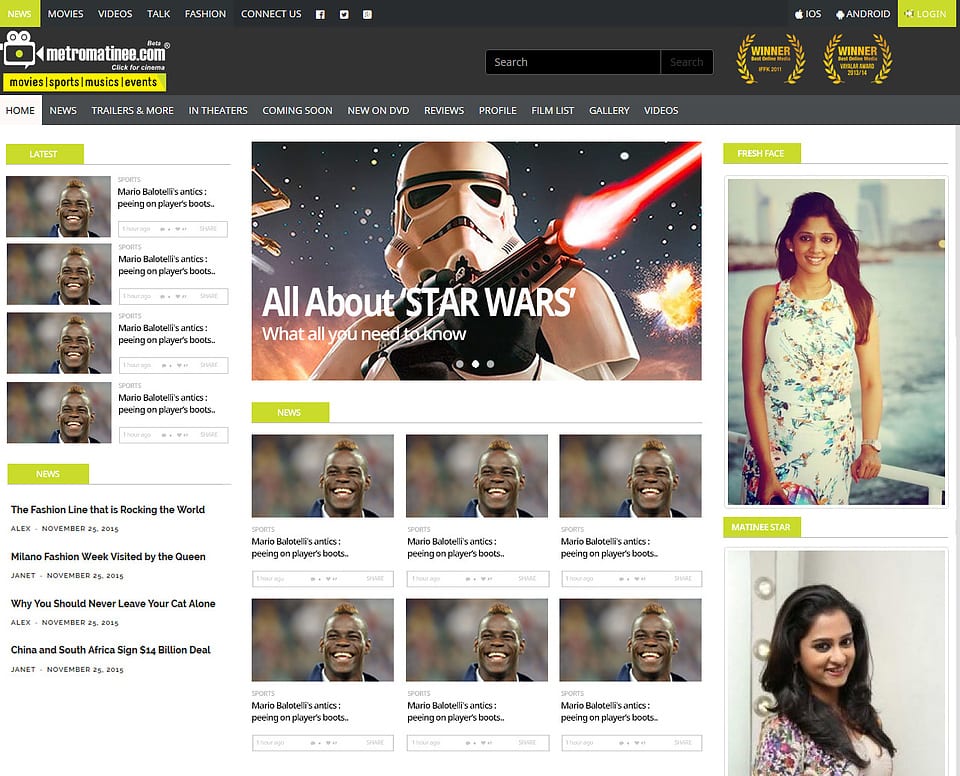 NEWS MOVIES VIDEOS TALK FASHION CONNECT US IOS ANDROID LOGIN
Beta
metromatinee.com®
Click for cinema
movies|sports|musics|events
Search Search
WINNER
Best Online Media
IFFK 2011
WINNER
Best Online Media
VAYALAR AWARD
2013/14
HOME NEWS TRAILERS & MORE IN THEATERS COMING SOON NEW ON DVD REVIEWS PROFILE FILM LIST GALLERY VIDEOS
LATEST
SPORTS
Mario Balotelli's antics :
peeing on player's boots..
1 hour ago SHARE
SPORTS
Mario Balotelli's antics :
peeing on player's boots..
1 hour ago SHARE
SPORTS
Mario Balotelli's antics :
peeing on player's boots..
1 hour ago SHARE
SPORTS
Mario Balotelli's antics :
peeing on player's boots..
1 hour ago SHARE
NEWS
The Fashion Line that is Rocking the World
ALEX - NOVEMBER 25, 2015
Milano Fashion Week Visited by the Queen
JANET - NOVEMBER 25, 2015
Why You Should Never Leave Your Cat Alone
ALEX - NOVEMBER 25, 2015
China and South Africa Sign $14 Billion Deal
JANET - NOVEMBER 25, 2015
All About 'STAR WARS'
What all you need to know
NEWS
SPORTS
Mario Balotelli's antics :
peeing on player's boots..
1 hour ago SHARE
SPORTS
Mario Balotelli's antics :
peeing on player's boots..
1 hour ago SHARE
SPORTS
Mario Balotelli's antics :
peeing on player's boots..
1 hour ago SHARE
SPORTS
Mario Balotelli's antics :
peeing on player's boots..
1 hour ago SHARE
SPORTS
Mario Balotelli's antics :
peeing on player's boots..
1 hour ago SHARE
SPORTS
Mario Balotelli's antics :
peeing on player's boots..
1 hour ago SHARE
FRESH FACE
MATINEE STAR